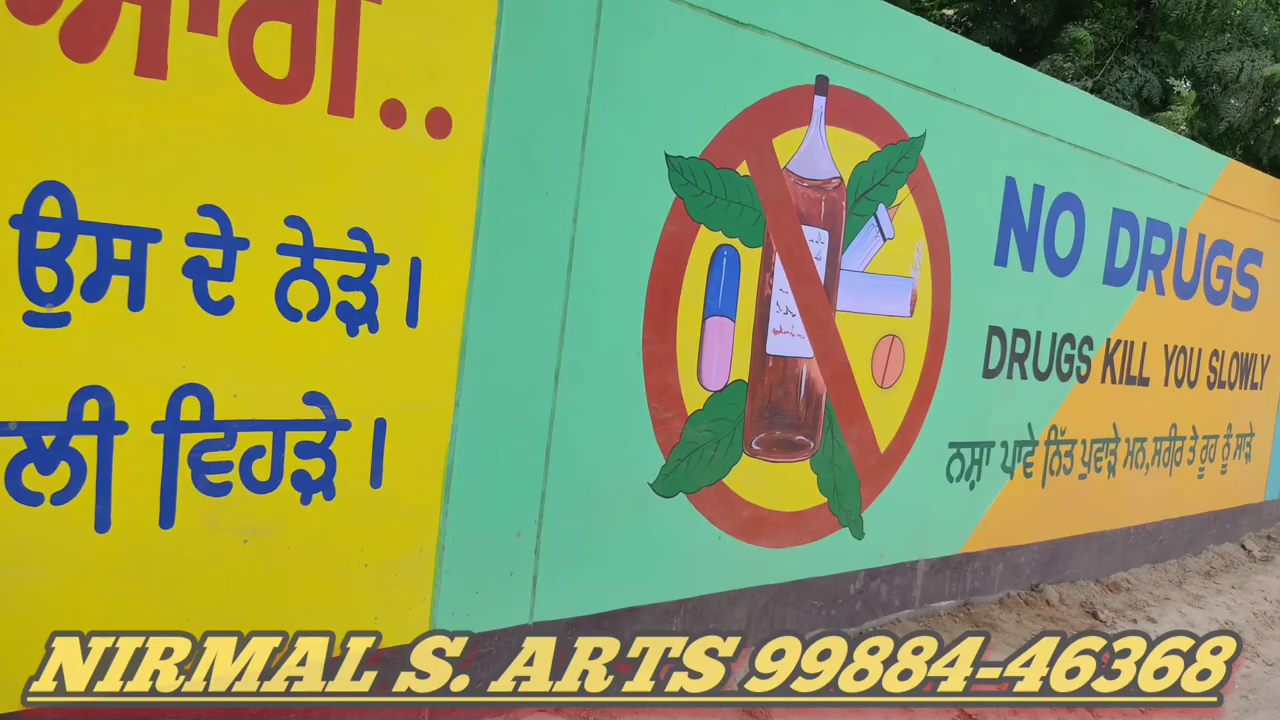 ਉਸ ਦੇ ਨੇੜੇ।
ਲੀ ਵਿਹੜੇ।
NO DRUGS
DRUGS KILL YOU SLOWLY
ਨਸ਼ਾ ਪਾਵੇ ਨਿੱਤ ਪੁਵਾੜੇ ਮਨ,ਸਰੀਰ ਤੇ ਰੂਹ ਨੂੰ ਸਾੜੇ
NIRMAL S. ARTS 99884-46368